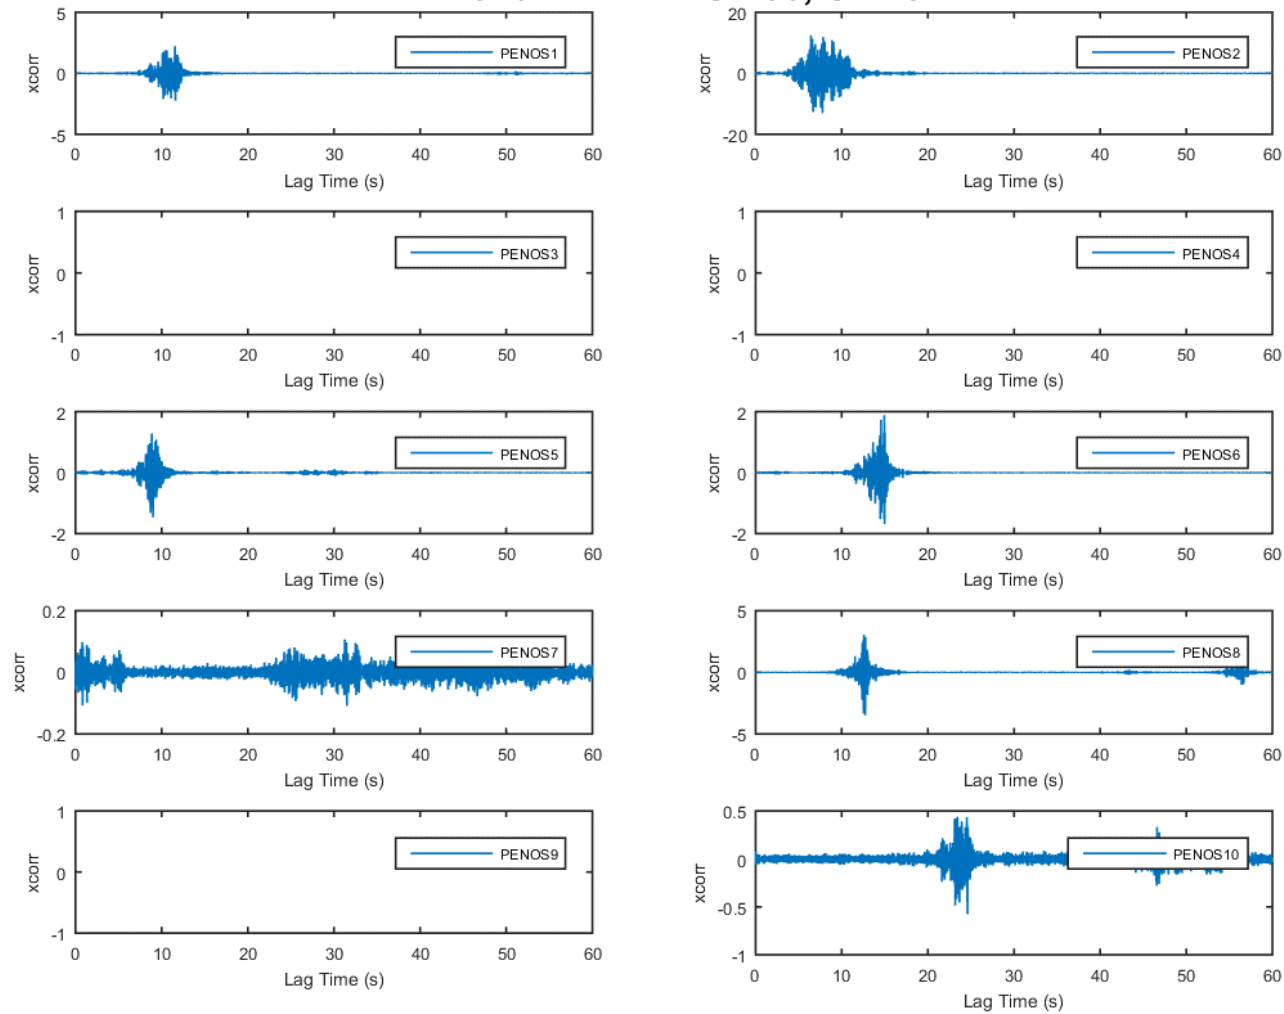 5
0
-5
xcorr
PENOS1
0 10 20 30 40 50 60
Lag Time (s)
20
0
-20
xcorr
PENOS2
0 10 20 30 40 50 60
Lag Time (s)
1
0
-1
xcorr
PENOS3
0 10 20 30 40 50 60
Lag Time (s)
1
0
-1
xcorr
PENOS4
0 10 20 30 40 50 60
Lag Time (s)
2
0
-2
xcorr
PENOS5
0 10 20 30 40 50 60
Lag Time (s)
2
0
-2
xcorr
PENOS6
0 10 20 30 40 50 60
Lag Time (s)
0.2
0
-0.2
xcorr
PENOS7
0 10 20 30 40 50 60
Lag Time (s)
5
0
-5
xcorr
PENOS8
0 10 20 30 40 50 60
Lag Time (s)
1
0
-1
xcorr
PENOS9
0 10 20 30 40 50 60
Lag Time (s)
0.5
0
-0.5
-1
xcorr
PENOS10
0 10 20 30 40 50 60
Lag Time (s)